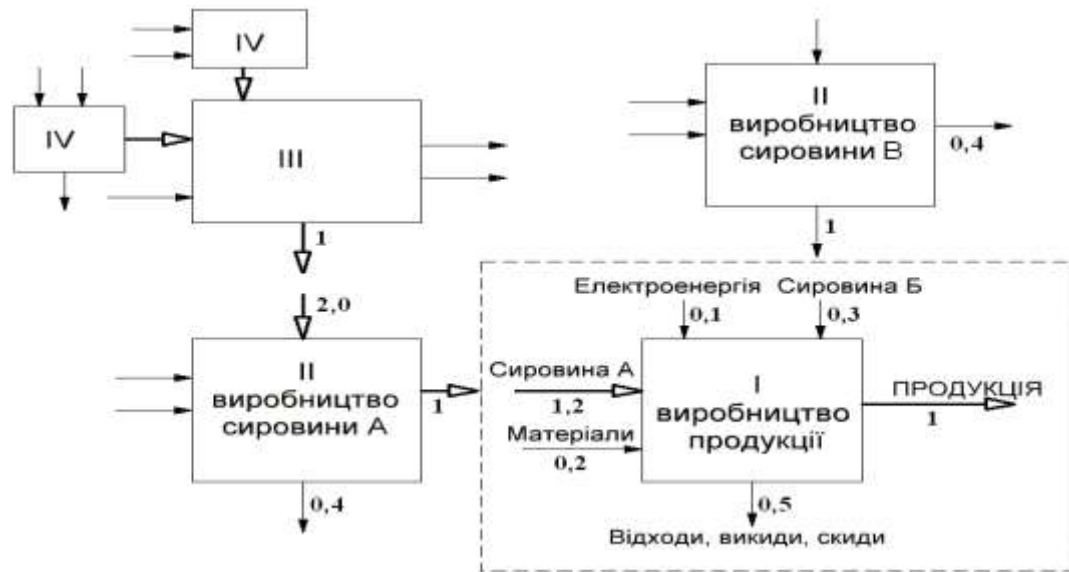 IV
IV
III
1
II
виробництво
сировини В
0,4
1
2,0
II
виробництво
сировини А
1
0,4
Електроенергія
Сировина Б
0,1
0,3
Сировина А
1,2
Матеріали
0,2
I
виробництво
продукції
ПРОДУКЦІЯ
1
0,5
Відходи, викиди, скиди